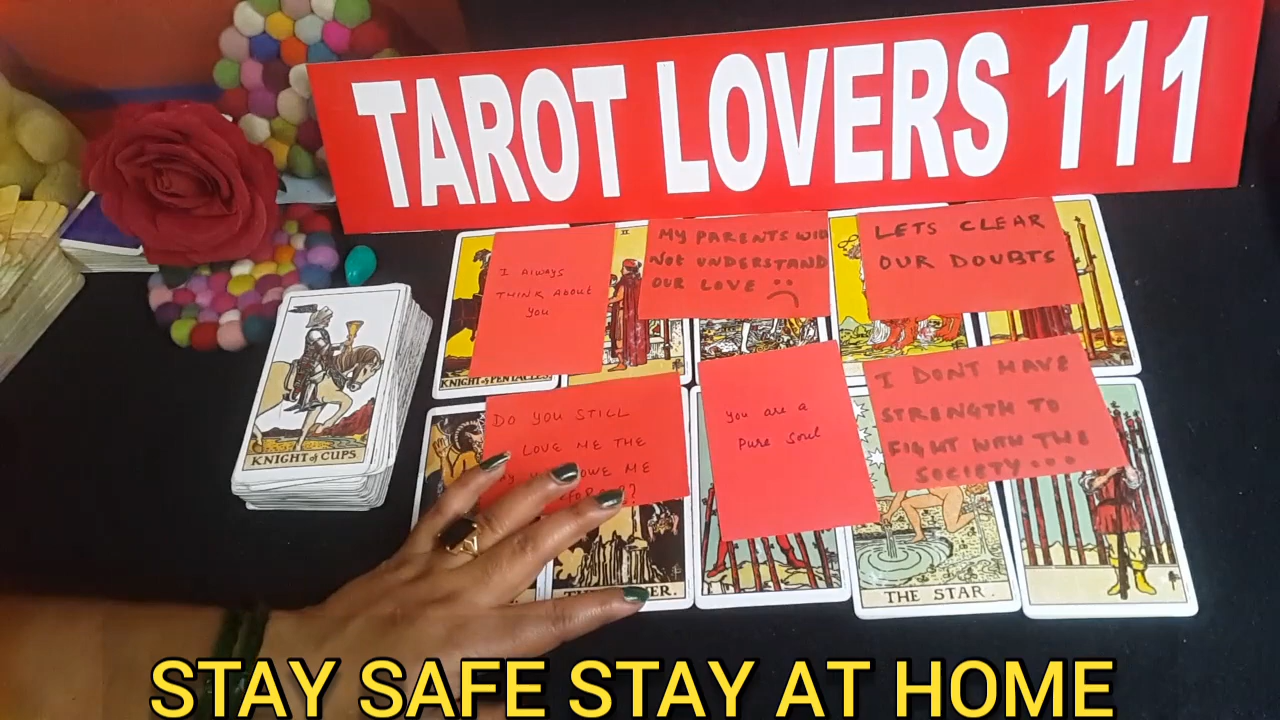 TAROT LOVERS 111
I ALWAYS
THINK ABOUT
YOU
II
MY PARENTS WILL
NOT UNDERSTAND
OUR LOVE
LETS CLEAR
OUR DOUBTS
KNIGHT of PENTACLES
KNIGHT of CUPS
DO YOU STILL
LOVE ME THE
ME
You are a
Pure Soul
I DONT HAVE
STRENGTH TO
FIGHT WITH THE
SOCIETY...
THE STAR.
STAY SAFE STAY AT HOME